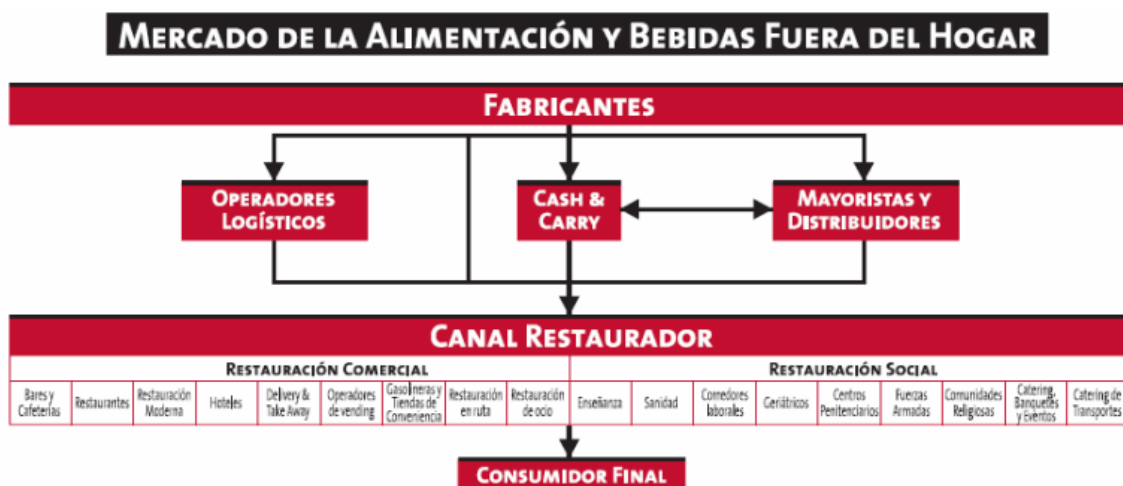 MERCADO DE LA ALIMENTACIÓN Y BEBIDAS FUERA DEL HOGAR
FABRICANTES
OPERADORES
LOGÍSTICOS
CASH &
CARRY
MAYORISTAS Y
DISTRIBUIDORES
CANAL RESTAURADOR
RESTAURACIÓN COMERCIAL
RESTAURACIÓN SOCIAL
Bares y
Cafeterías
Restaurantes
Restauración
Moderna
Hoteles
Delivery &
Take Away
Operadores
de vending
Gasolineras y
Tiendas de
Conveniencia
Restauración
en ruta
Restauración
de ocio
Enseñanza
Sanidad
Corredores
laborales
Geriátricos
Centros
Penitenciarios
Fuerzas
Armadas
Comunidades
Religiosas
Catering,
Banquetes
y Eventos
Catering de
Transportes
CONSUMIDOR FINAL